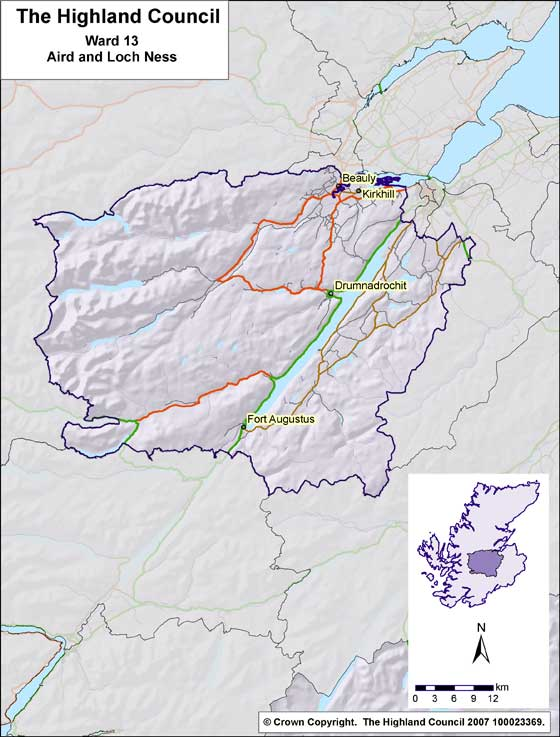 The Highland Council
Ward 13
Aird and Loch Ness
Beauly
Kirkhill
Drumnadrochit
Fort Augustus
N
km
0 3 6 9 12
© Crown Copyright. The Highland Council 2007 100023369.